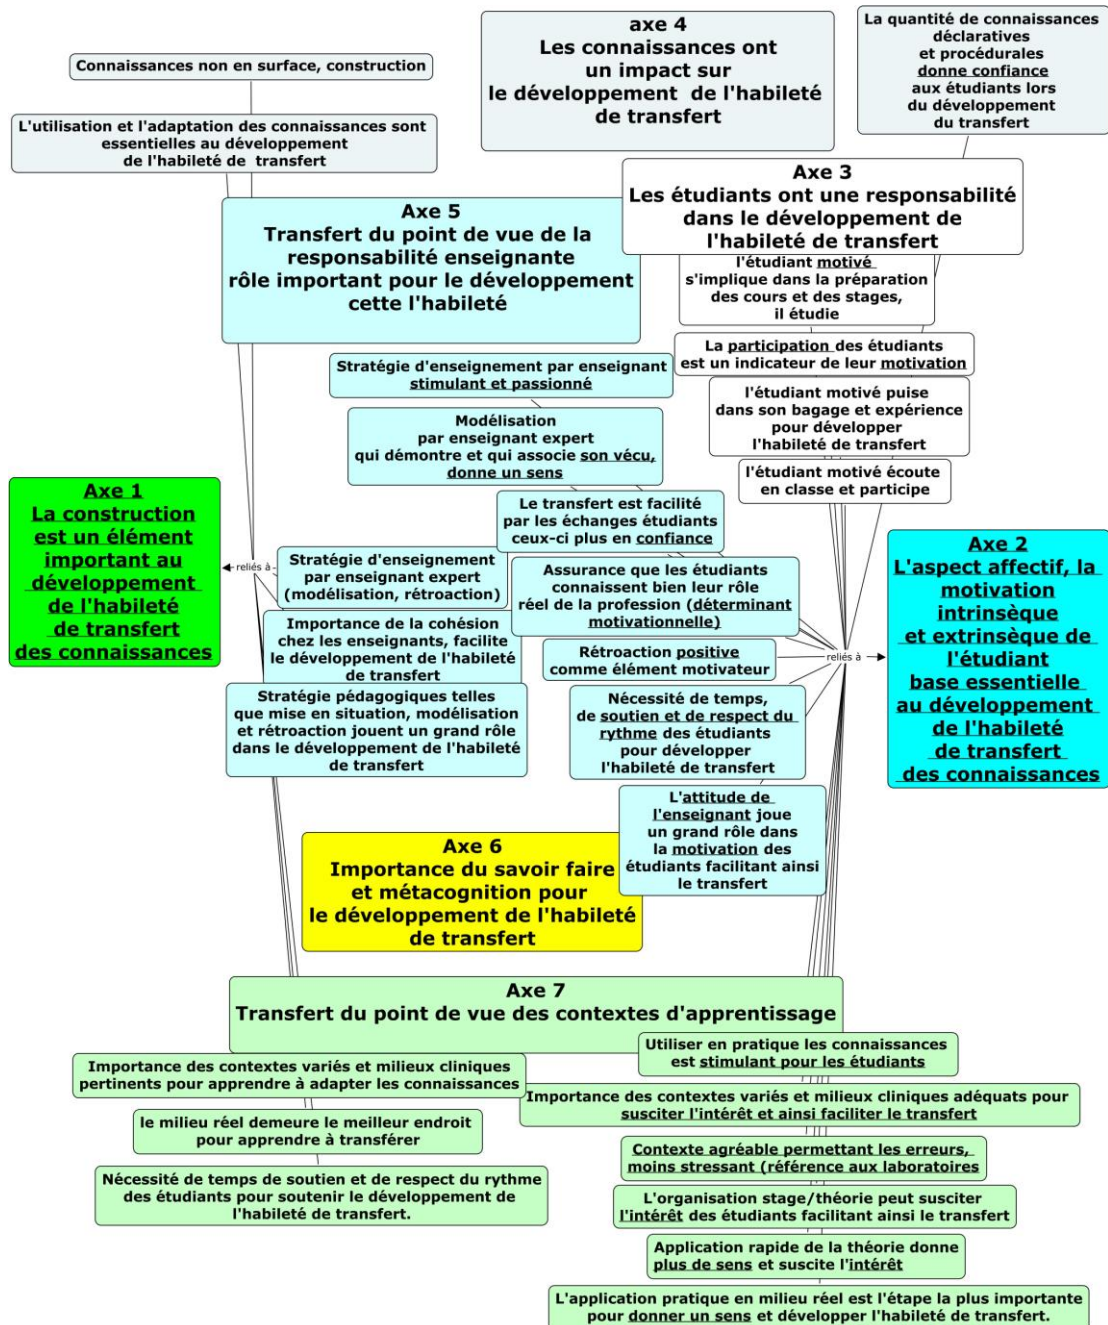 axe 4
Les connaissances ont
un impact sur
le développement de l'habileté
de transfert
La quantité de connaissances
déclaratives
et procédurales
donne confiance
aux étudiants lors
du développement
du transfert
Connaissances non en surface, construction
L'utilisation et l'adaptation des connaissances sont
essentielles au développement
de l'habileté de transfert
Axe 3
Les étudiants ont une responsabilité
dans le développement de
l'habileté de transfert
Axe 5
Transfert du point de vue de la
responsabilité enseignante
rôle important pour le développement
cette l'habileté
l'étudiant motivé
s'implique dans la préparation
des cours et des stages,
il étudie
La participation des étudiants
est un indicateur de leur motivation
l'étudiant motivé puise
dans son bagage et expérience
pour développer
l'habileté de transfert
l'étudiant motivé écoute
en classe et participe
Stratégie d'enseignement par enseignant
stimulant et passionné
Modélisation
par enseignant expert
qui démontre et qui associe son vécu,
donne un sens
Le transfert est facilité
par les échanges étudiants
ceux-ci plus en confiance
Axe 1
La construction
est un élément
important au
développement
de l'habileté
de transfert
des connaissances
reliés à
Stratégie d'enseignement
par enseignant expert
(modélisation, rétroaction)
Assurance que les étudiants
connaissent bien leur rôle
réel de la profession (déterminant
motivationnelle)
Importance de la cohésion
chez les enseignants, facilite
le développement de l'habileté
de transfert
Rétroaction positive
comme élément motivateur
reliés à
Axe 2
L'aspect affectif, la
motivation
intrinsèque
et extrinsèque de
l'étudiant
base essentielle
au développement
de l'habileté
de transfert
des connaissances
Stratégie pédagogiques telles
que mise en situation, modélisation
et rétroaction jouent un grand rôle
dans le développement de l'habileté
de transfert
Nécessité de temps,
de soutien et de respect du
rythme des étudiants
pour développer
l'habileté de transfert
L'attitude de
l'enseignant joue
un grand rôle dans
la motivation des
étudiants facilitant ainsi
le transfert
Axe 6
Importance du savoir faire
et métacognition pour
le développement de l'habileté
de transfert
Axe 7
Transfert du point de vue des contextes d'apprentissage
Importance des contextes variés et milieux cliniques
pertinents pour apprendre à adapter les connaissances
le milieu réel demeure le meilleur endroit
pour apprendre à transférer
Nécessité de temps de soutien et de respect du rythme
des étudiants pour soutenir le développement de
l'habileté de transfert.
Utiliser en pratique les connaissances
est stimulant pour les étudiants
Importance des contextes variés et milieux cliniques adéquats pour
susciter l'intérêt et ainsi faciliter le transfert
Contexte agréable permettant les erreurs,
moins stressant (référence aux laboratoires
L'organisation stage/théorie peut susciter
l'intérêt des étudiants facilitant ainsi le transfert
Application rapide de la théorie donne
plus de sens et suscite l'intérêt
L'application pratique en milieu réel est l'étape la plus importante
pour donner un sens et développer l'habileté de transfert.